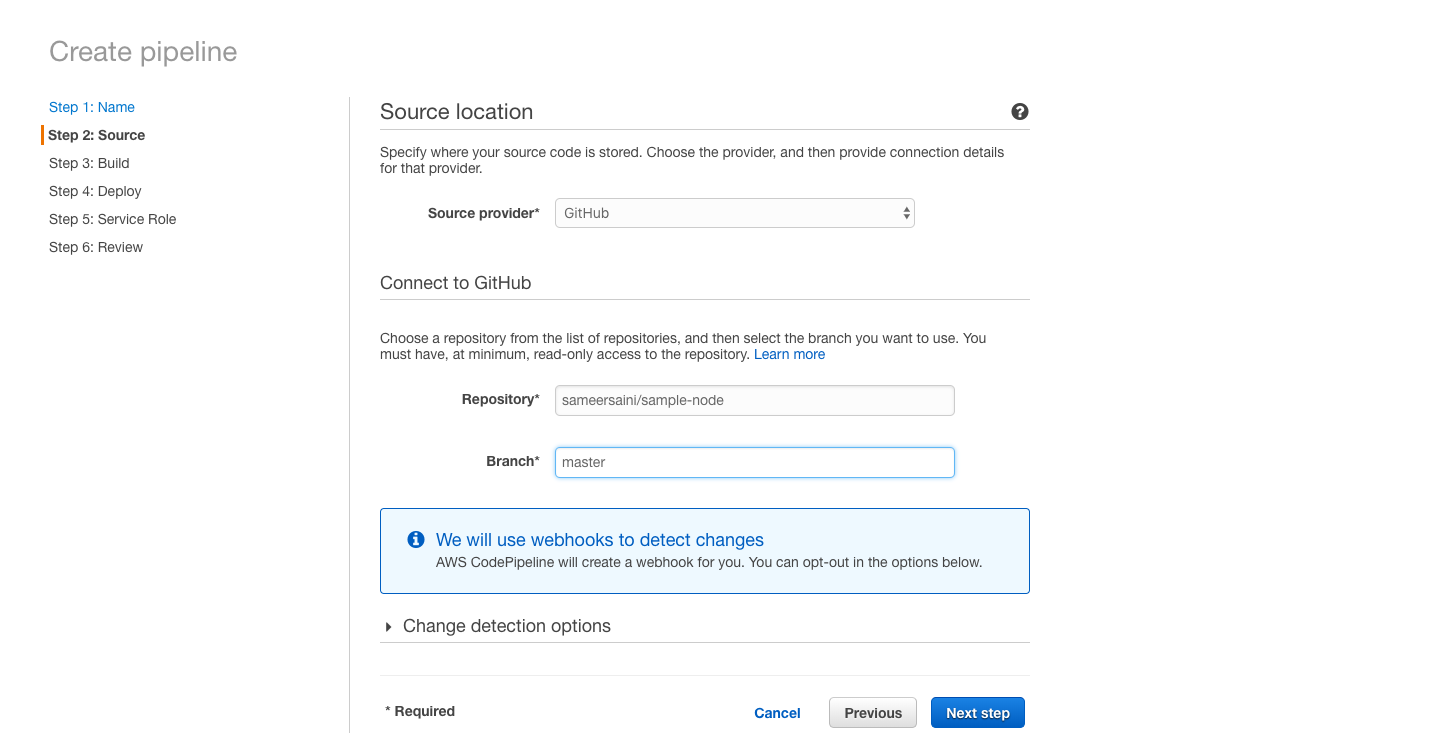 Create pipeline
Step 1: Name
Step 2: Source
Step 3: Build
Step 4: Deploy
Step 5: Service Role
Step 6: Review
Source location
Specify where your source code is stored. Choose the provider, and then provide connection details
for that provider.
Source provider* GitHub
Connect to GitHub
Choose a repository from the list of repositories, and then select the branch you want to use. You
must have, at minimum, read-only access to the repository. Learn more
Repository* sameersaini/sample-node
Branch* master
We will use webhooks to detect changes
AWS CodePipeline will create a webhook for you. You can opt-out in the options below.
Change detection options
* Required Cancel Previous Next step